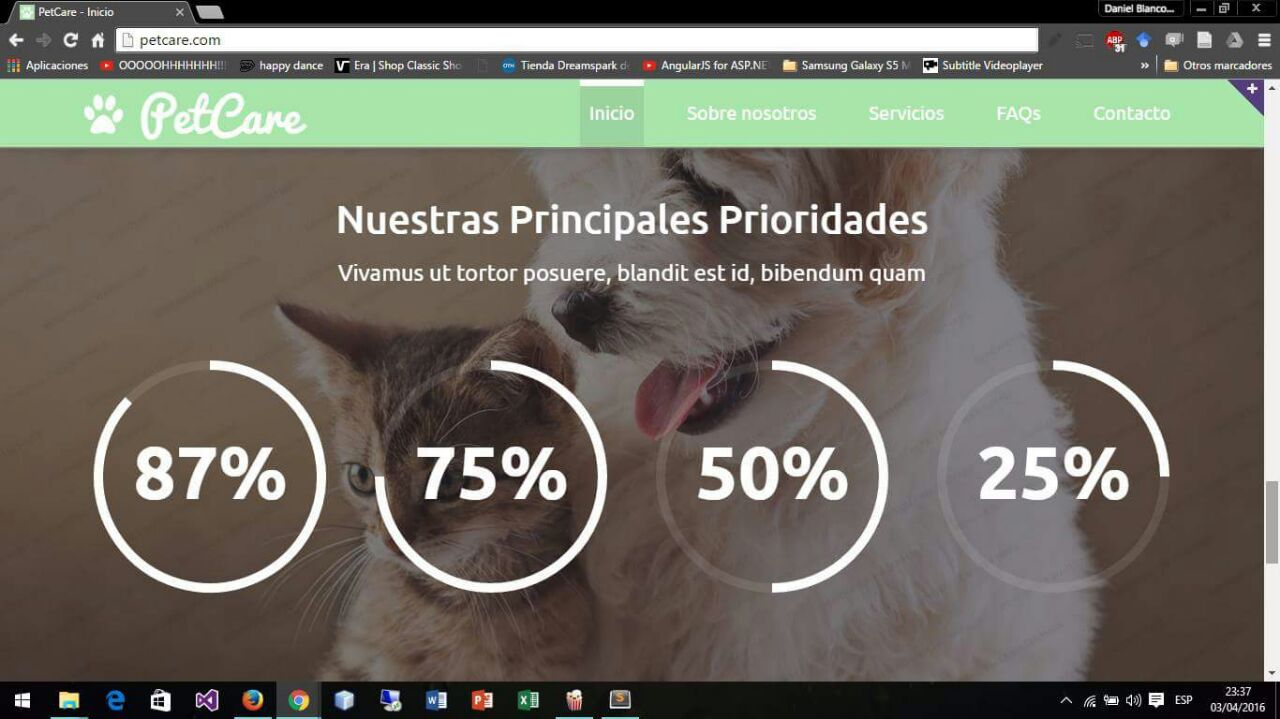 PetCare - Inicio
Daniel Blanco...
petcare.com
ABP
31
Aplicaciones
OOOOOHHHHHHH!!!
happy dance
Era | Shop Classic Sho
Tienda Dreamspark d
AngularJS for ASP.NE
Samsung Galaxy S5 M
Subtitle Videoplayer
»
Otros marcadores
PetCare
Inicio
Sobre nosotros
Servicios
FAQs
Contacto
+
Nuestras Principales Prioridades
Vivamus ut tortor posuere, blandit est id, bibendum quam
87%
75%
50%
25%
ESP
23:37
03/04/2016